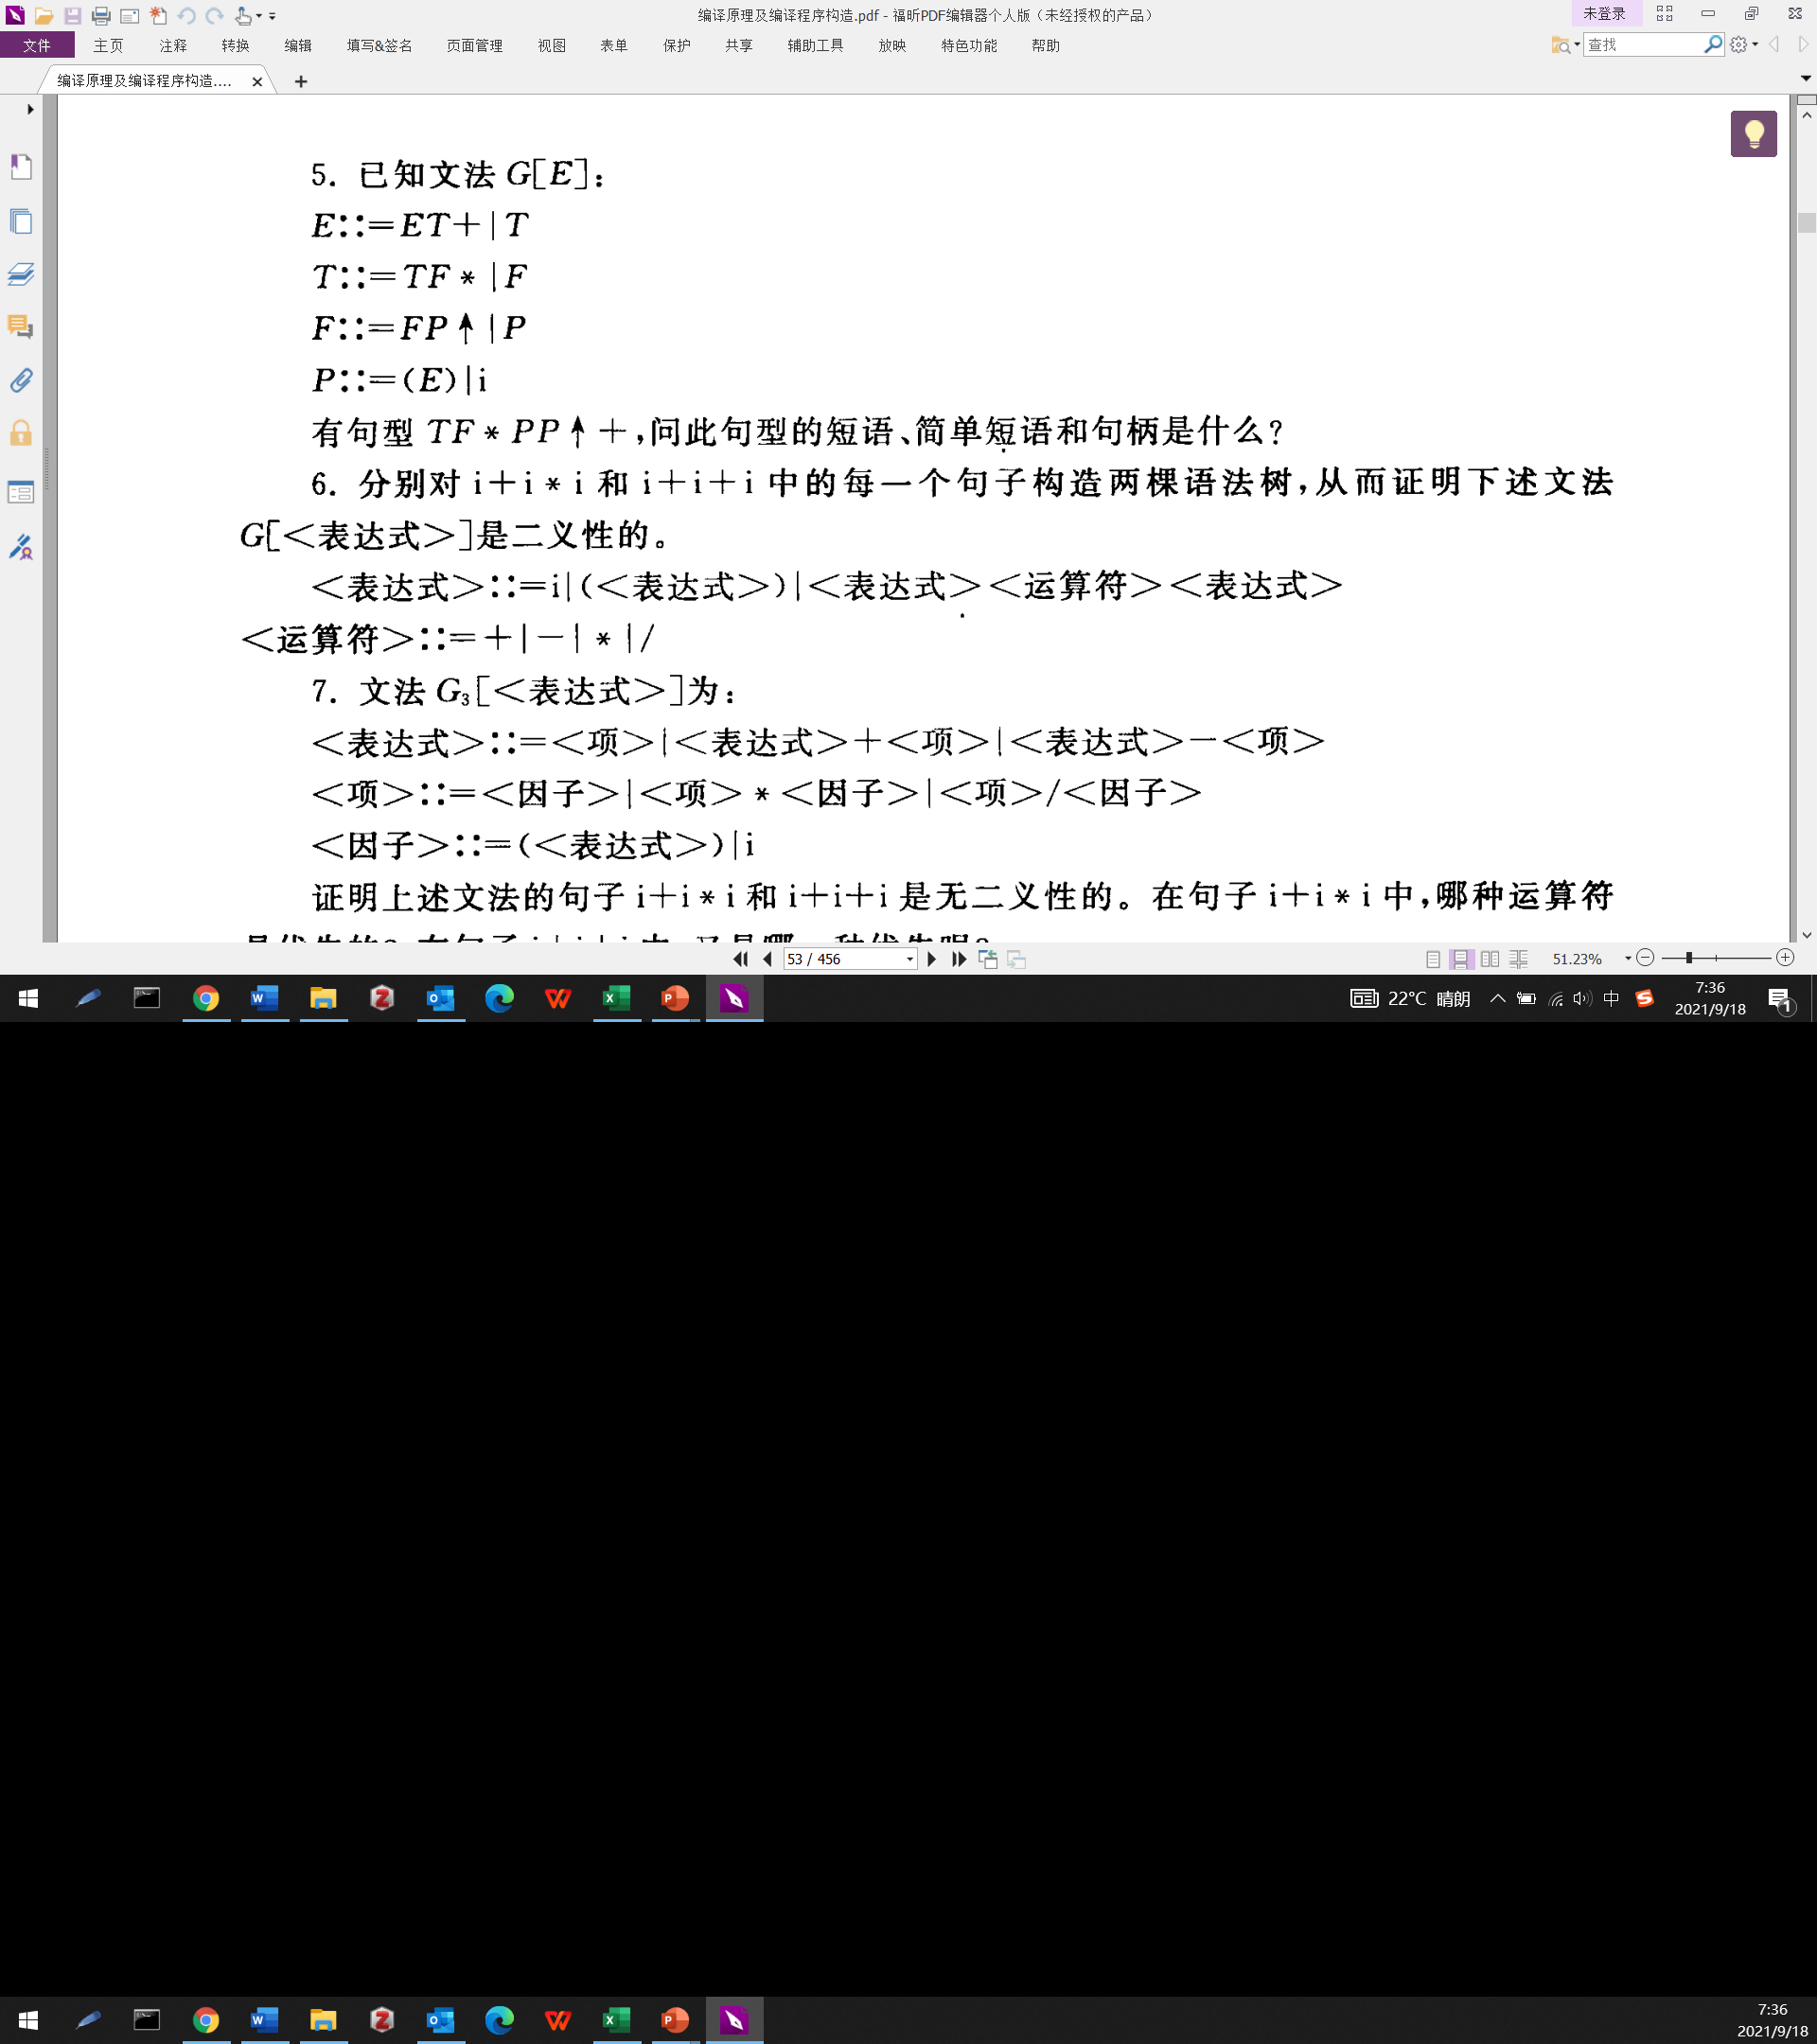 编译原理及编译程序构造.pdf - 福昕PDF编辑器个人版（未经授权的产品）
未登录
文件 主页 注释 转换 编辑 填写&签名 页面管理 视图 表单 保护 共享 辅助工具 放映 特色功能 帮助
查找
编译原理及编译程序构造....
5. 已知文法 G[E]：
E∷=ET+|T
T∷=TF*|F
F∷=FP↑|P
P∷=(E)|i
有句型 TF*PP↑+，问此句型的短语、简单短语和句柄是什么？
6. 分别对 i+i*i 和 i+i+i 中的每一个句子构造两棵语法树，从而证明下述文法
G[<表达式>]是二义性的。
<表达式>∷=i|(<表达式>)|<表达式><运算符><表达式>
<运算符>∷=+|-|*|/
7. 文法 G₃[<表达式>]为：
<表达式>∷=<项>|<表达式>+<项>|<表达式>-<项>
<项>∷=<因子>|<项>*<因子>|<项>/<因子>
<因子>∷=(<表达式>)|i
证明上述文法的句子 i+i*i 和 i+i+i 是无二义性的。在句子 i+i*i 中，哪种运算符
53 / 456
51.23%
22°C 晴朗
中
7:36
2021/9/18
1
7:36
2021/9/18